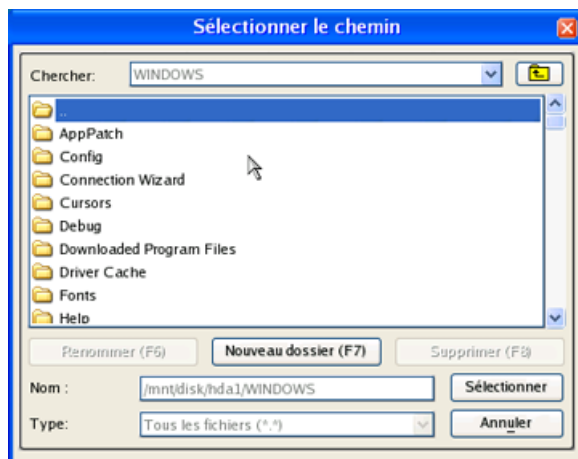 Sélectionner le chemin
Chercher: WINDOWS
..
AppPatch
Config
Connection Wizard
Cursors
Debug
Downloaded Program Files
Driver Cache
Fonts
Help
Renommer (F6) Nouveau dossier (F7) Supprimer (F8)
Nom : /mnt/disk/hda1/WINDOWS Sélectionner
Type: Tous les fichiers (*.*) Annuler